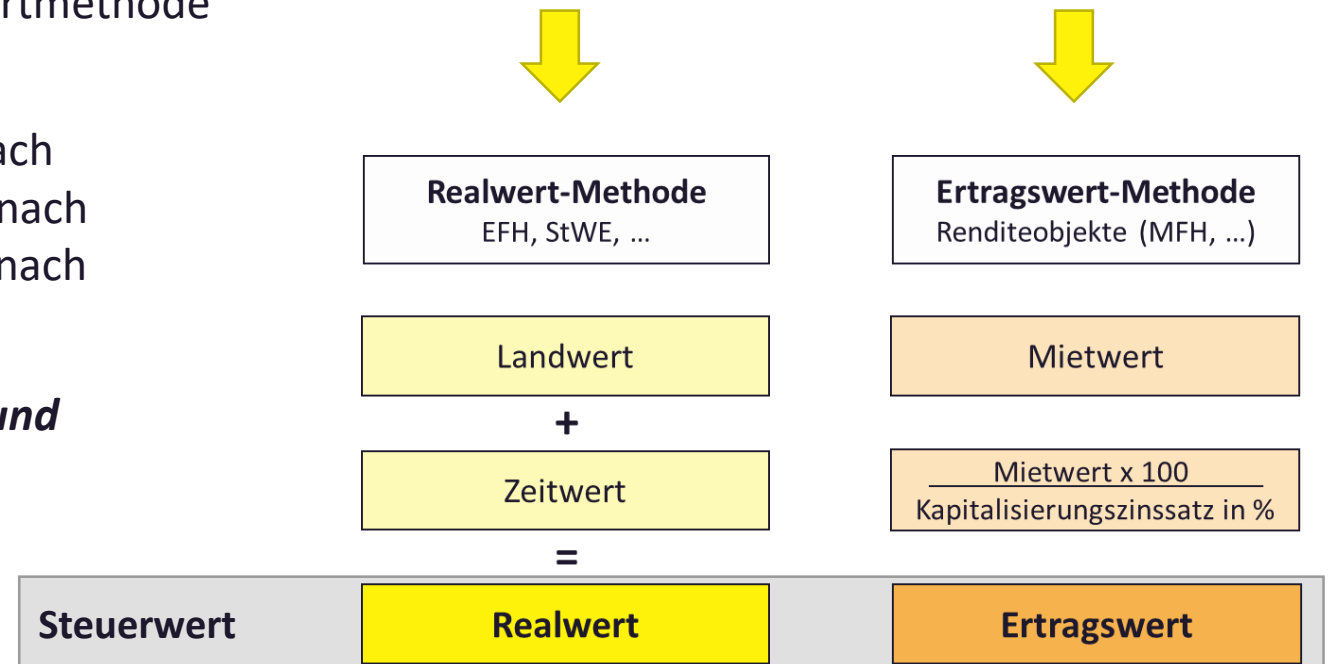 ertmethode
ach
nach
nach
und
Realwert-Methode
EFH, StWE, …
Landwert
+
Zeitwert
=
Ertragswert-Methode
Renditeobjekte (MFH, …)
Mietwert
Mietwert x 100
Kapitalisierungszinssatz in %
Steuerwert
Realwert
Ertragswert